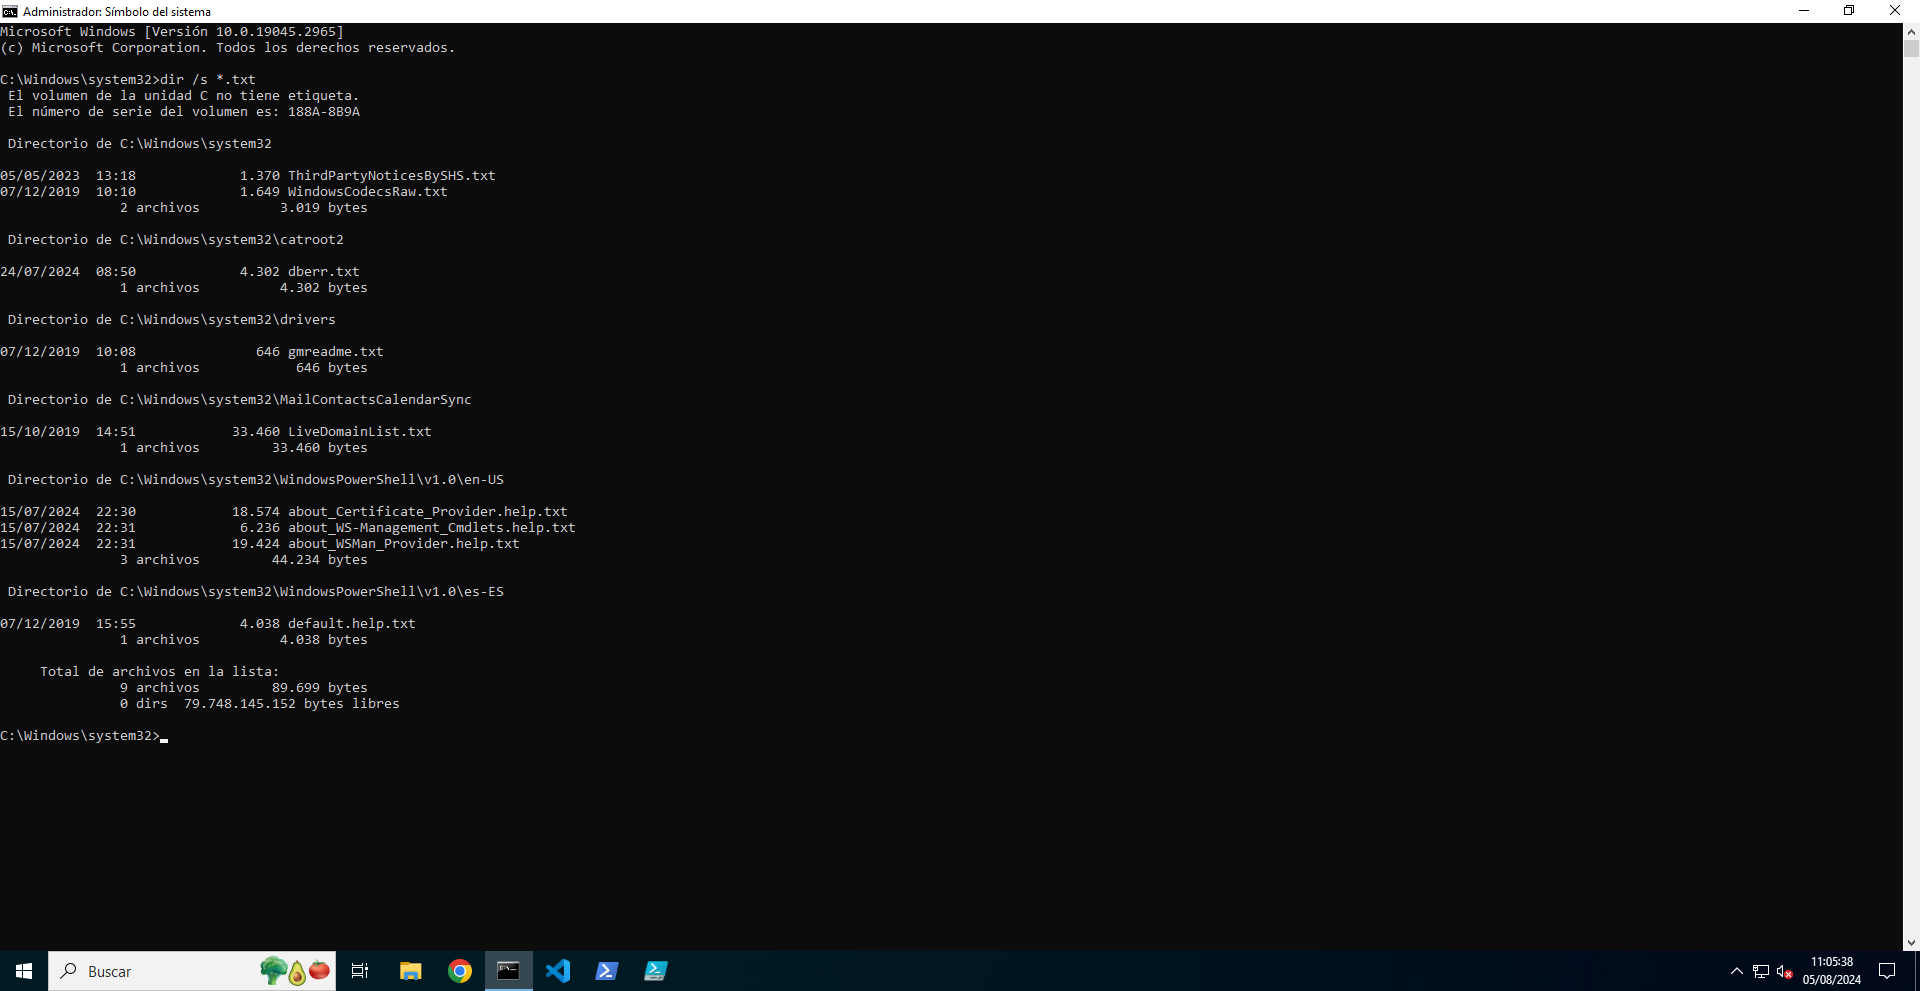 Administrador: Símbolo del sistema
Microsoft Windows [Versión 10.0.19045.2965]
(c) Microsoft Corporation. Todos los derechos reservados.
C:\Windows\system32>dir /s *.txt
El volumen de la unidad C no tiene etiqueta.
El número de serie del volumen es: 188A-8B9A
Directorio de C:\Windows\system32
05/05/2023  13:18             1.370 ThirdPartyNoticesBySHS.txt
07/12/2019  10:10             1.649 WindowsCodecsRaw.txt
2 archivos          3.019 bytes
Directorio de C:\Windows\system32\catroot2
24/07/2024  08:50             4.302 dberr.txt
1 archivos          4.302 bytes
Directorio de C:\Windows\system32\drivers
07/12/2019  10:08               646 gmreadme.txt
1 archivos            646 bytes
Directorio de C:\Windows\system32\MailContactsCalendarSync
15/10/2019  14:51            33.460 LiveDomainList.txt
1 archivos         33.460 bytes
Directorio de C:\Windows\system32\WindowsPowerShell\v1.0\en-US
15/07/2024  22:30            18.574 about_Certificate_Provider.help.txt
15/07/2024  22:31             6.236 about_WS-Management_Cmdlets.help.txt
15/07/2024  22:31            19.424 about_WSMan_Provider.help.txt
3 archivos         44.234 bytes
Directorio de C:\Windows\system32\WindowsPowerShell\v1.0\es-ES
07/12/2019  15:55             4.038 default.help.txt
1 archivos          4.038 bytes
Total de archivos en la lista:
9 archivos         89.699 bytes
0 dirs  79.748.145.152 bytes libres
C:\Windows\system32>
Buscar
11:05:38
05/08/2024